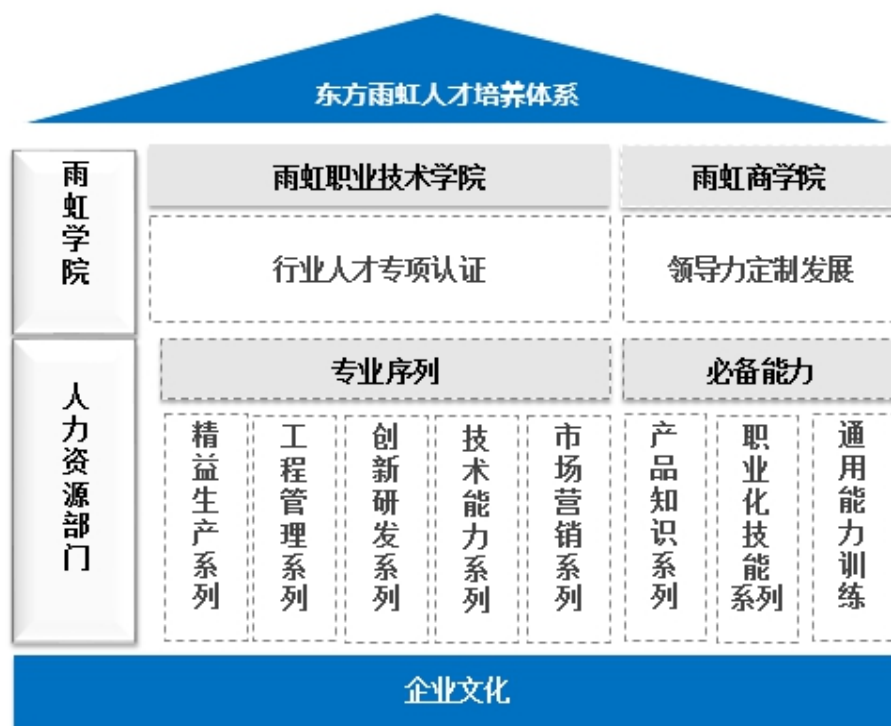 东方雨虹人才培养体系
雨虹学院
雨虹职业技术学院
雨虹商学院
行业人才专项认证
领导力定制发展
人力资源部门
专业序列
必备能力
精益生产系列
工程管理系列
创新研发系列
技术能力系列
市场营销系列
产品知识系列
职业化技能系列
通用能力训练
企业文化